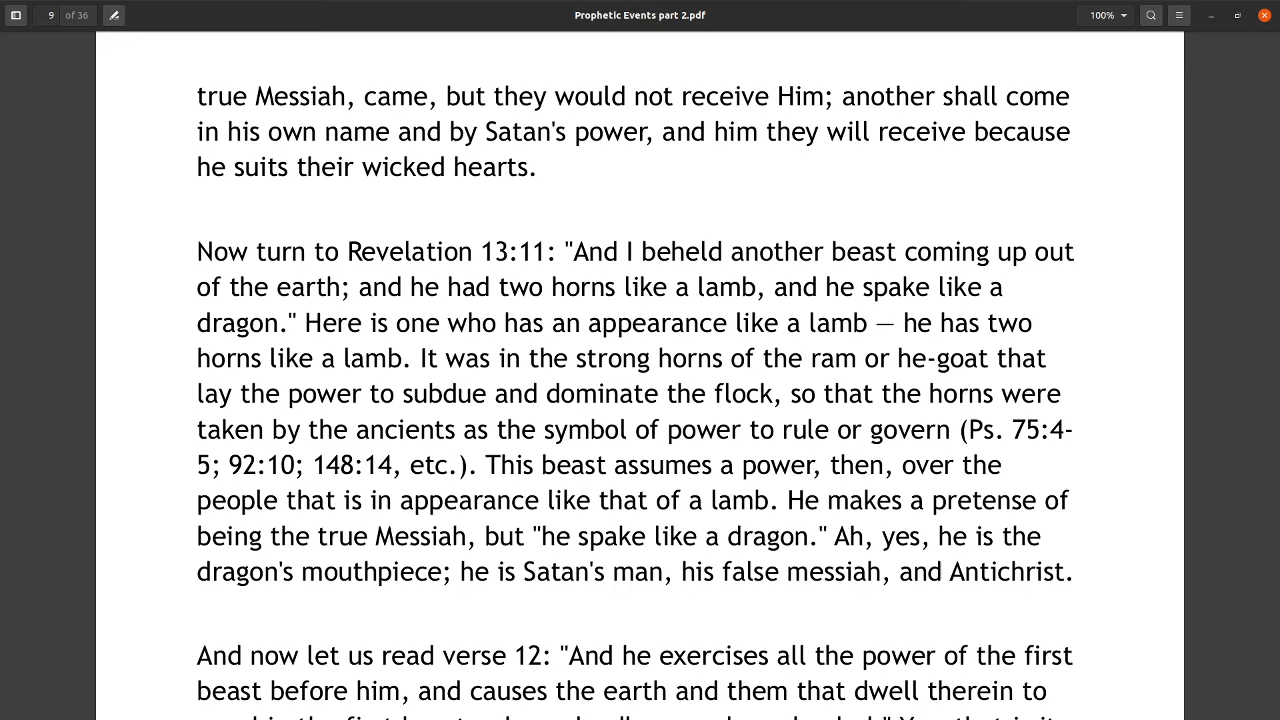 9 of 36
Prophetic Events part 2.pdf
100%
true Messiah, came, but they would not receive Him; another shall come
in his own name and by Satan's power, and him they will receive because
he suits their wicked hearts.
Now turn to Revelation 13:11: "And I beheld another beast coming up out
of the earth; and he had two horns like a lamb, and he spake like a
dragon." Here is one who has an appearance like a lamb — he has two
horns like a lamb. It was in the strong horns of the ram or he-goat that
lay the power to subdue and dominate the flock, so that the horns were
taken by the ancients as the symbol of power to rule or govern (Ps. 75:4-
5; 92:10; 148:14, etc.). This beast assumes a power, then, over the
people that is in appearance like that of a lamb. He makes a pretense of
being the true Messiah, but "he spake like a dragon." Ah, yes, he is the
dragon's mouthpiece; he is Satan's man, his false messiah, and Antichrist.
And now let us read verse 12: "And he exercises all the power of the first
beast before him, and causes the earth and them that dwell therein to